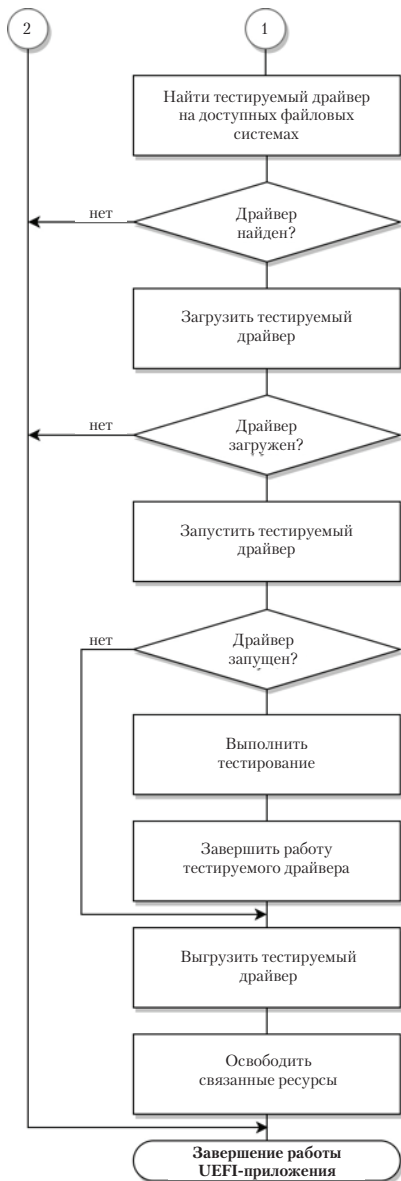 2
1
Найти тестируемый драйвер
на доступных файловых
системах
нет
Драйвер
найден?
Загрузить тестируемый
драйвер
нет
Драйвер
загружен?
Запустить тестируемый
драйвер
нет
Драйвер
запущен?
Выполнить
тестирование
Завершить работу
тестируемого драйвера
Выгрузить тестируемый
драйвер
Освободить
связанные ресурсы
Завершение работы
UEFI-приложения